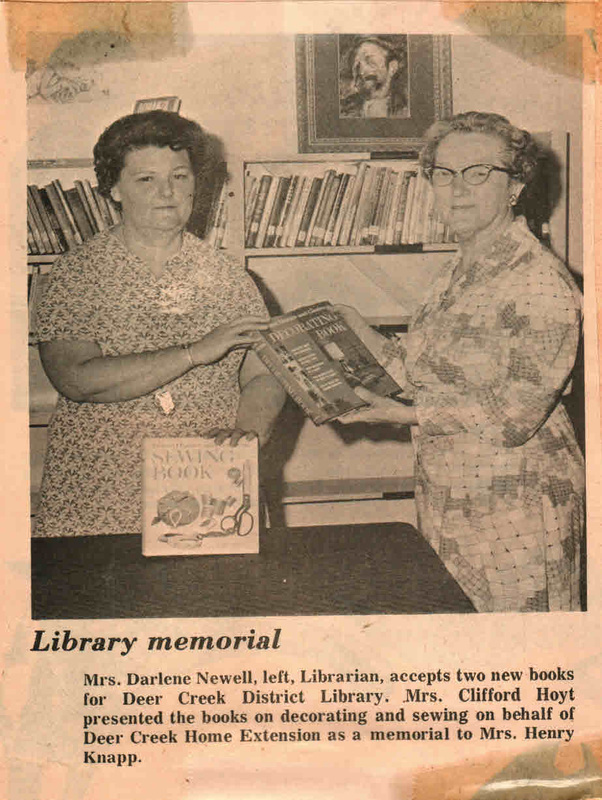 DECORATING
BOOK
SEWING
BOOK
Library memorial
Mrs. Darlene Newell, left, Librarian, accepts two new books
for Deer Creek District Library. Mrs. Clifford Hoyt
presented the books on decorating and sewing on behalf of
Deer Creek Home Extension as a memorial to Mrs. Henry
Knapp.